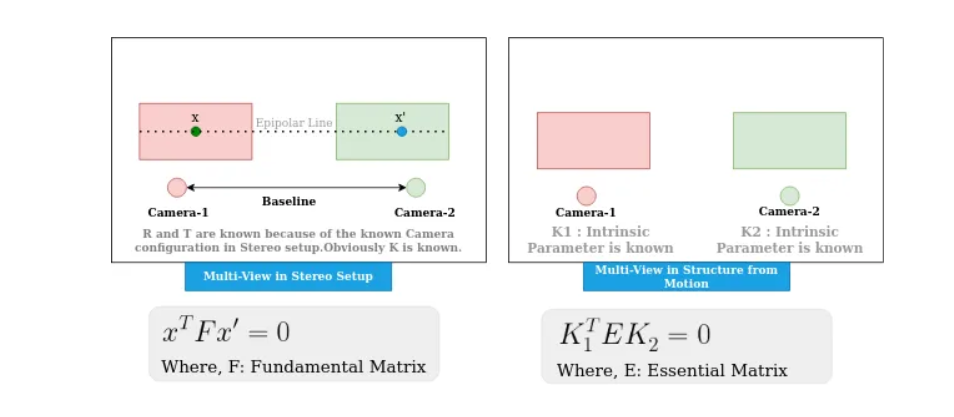 x
x'
Epipolar Line
Baseline
Camera-1
Camera-2
R and T are known because of the known Camera
configuration in Stereo setup.Obviously K is known.
Multi-View in Stereo Setup
x^T F x' = 0
Where, F: Fundamental Matrix
Camera-1
K1 : Intrinsic
Parameter is known
Camera-2
K2 : Intrinsic
Parameter is known
Multi-View in Structure from
Motion
K_1^T E K_2 = 0
Where, E: Essential Matrix